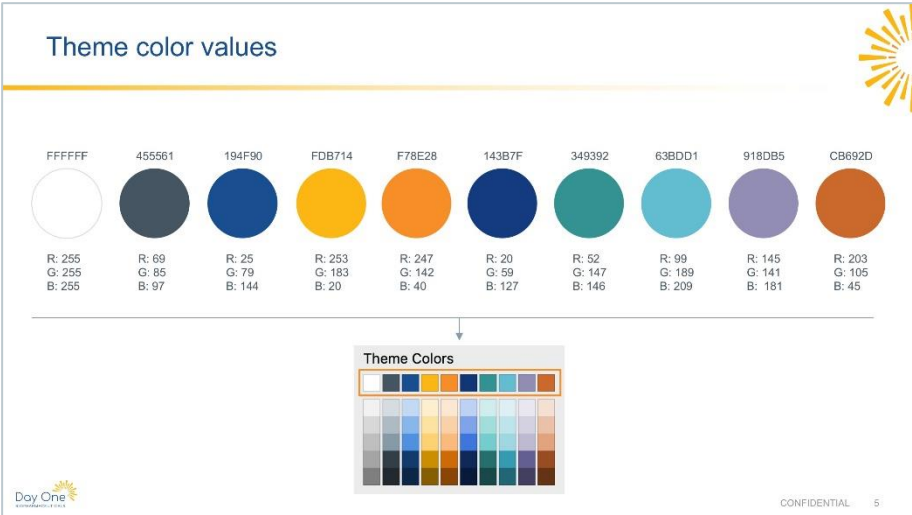 Theme color values
FFFFFF 455561 194F90 FDB714 F78E28 143B7F 349392 63BDD1 918DB5 CB692D
R: 255 R: 69 R: 25 R: 253 R: 247 R: 20 R: 52 R: 99 R: 145 R: 203
G: 255 G: 85 G: 79 G: 183 G: 142 G: 59 G: 147 G: 189 G: 141 G: 105
B: 255 B: 97 B: 144 B: 20 B: 40 B: 127 B: 146 B: 209 B: 181 B: 45
Theme Colors
Day One
CONFIDENTIAL 5